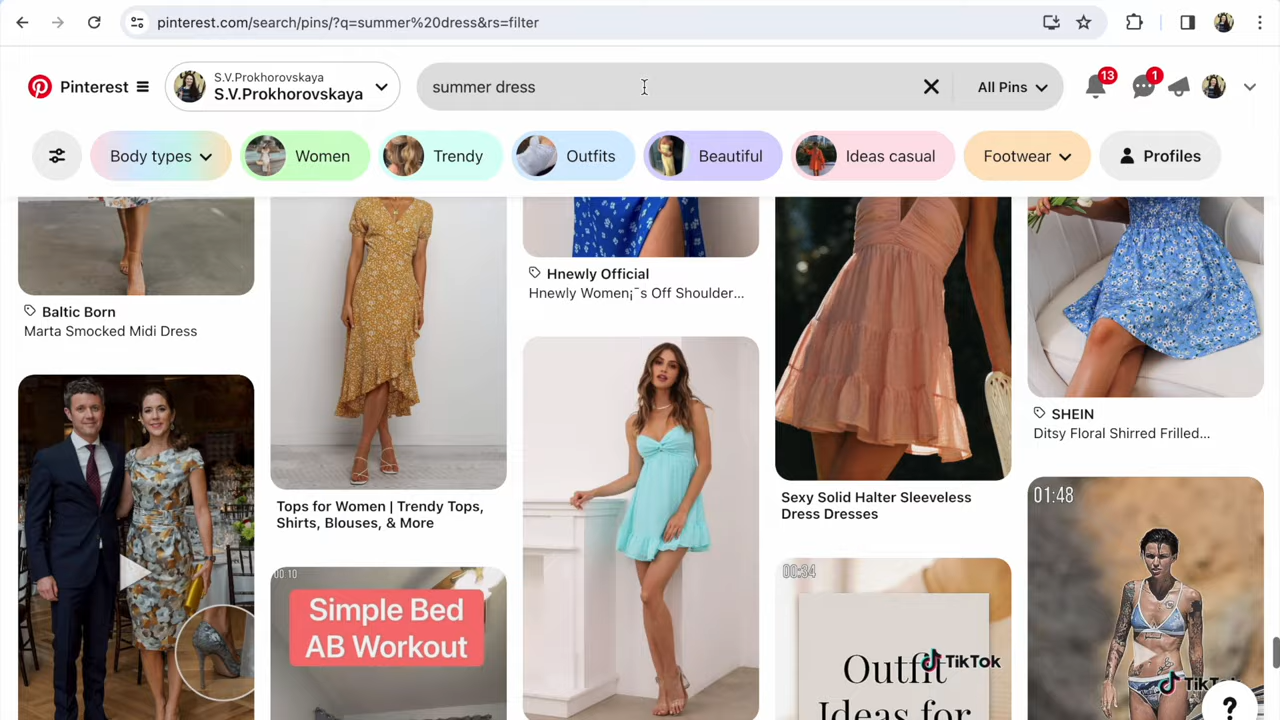 pinterest.com/search/pins/?q=summer%20dress&rs=filter
Pinterest
S.V.Prokhorovskaya
S.V.Prokhorovskaya
summer dress
All Pins
13
1
Body types
Women
Trendy
Outfits
Beautiful
Ideas casual
Footwear
Profiles
Baltic Born
Marta Smocked Midi Dress
Tops for Women | Trendy Tops,
Shirts, Blouses, & More
00:10
Simple Bed
AB Workout
Hnewly Official
Hnewly Women¡¯s Off Shoulder...
Sexy Solid Halter Sleeveless
Dress Dresses
00:34
Outfit
TikTok
Ideas for
SHEIN
Ditsy Floral Shirred Frilled...
01:48
?